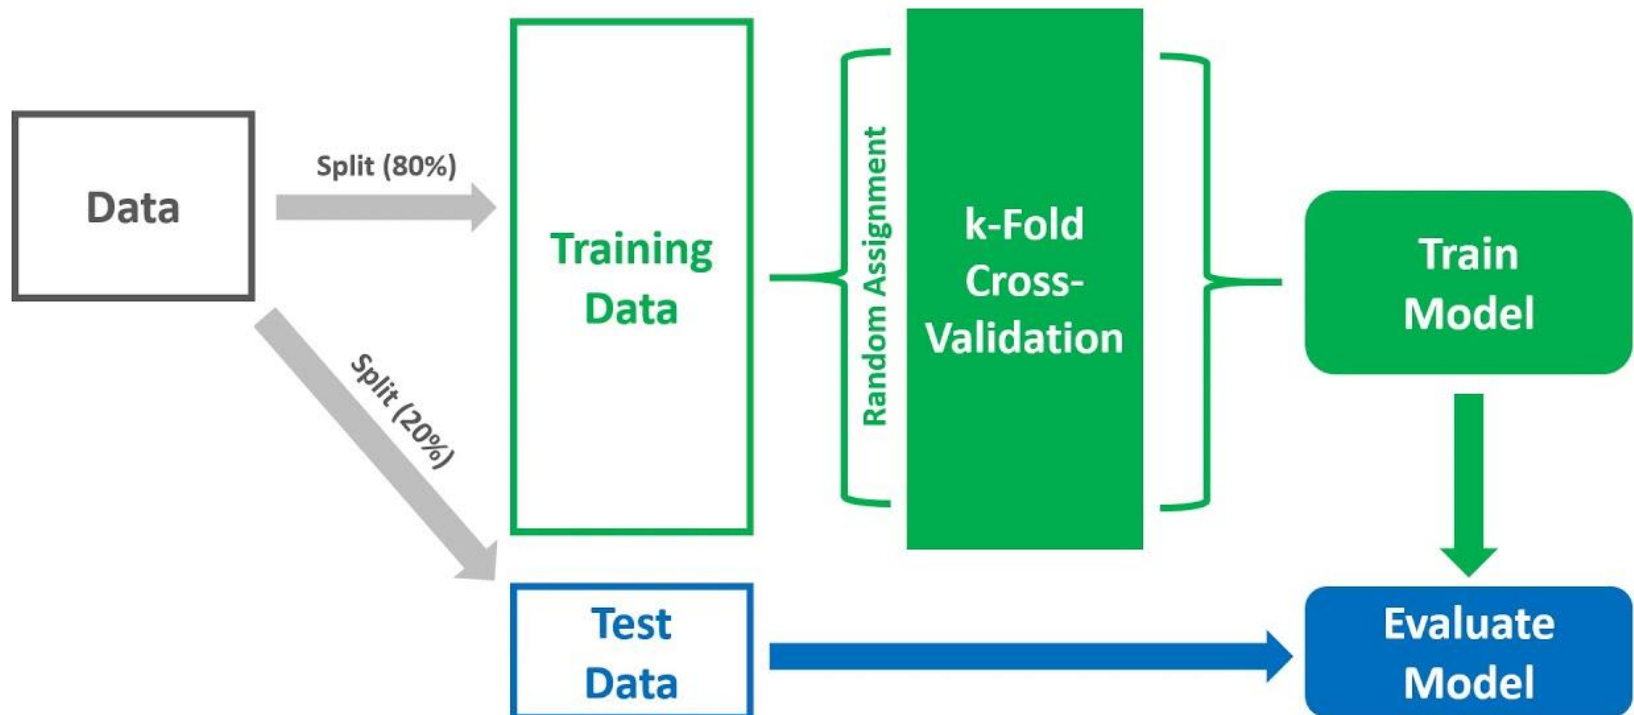 Data
Split (80%)
Split (20%)
Training
Data
Random Assignment
k-Fold
Cross-
Validation
Train
Model
Test
Data
Evaluate
Model